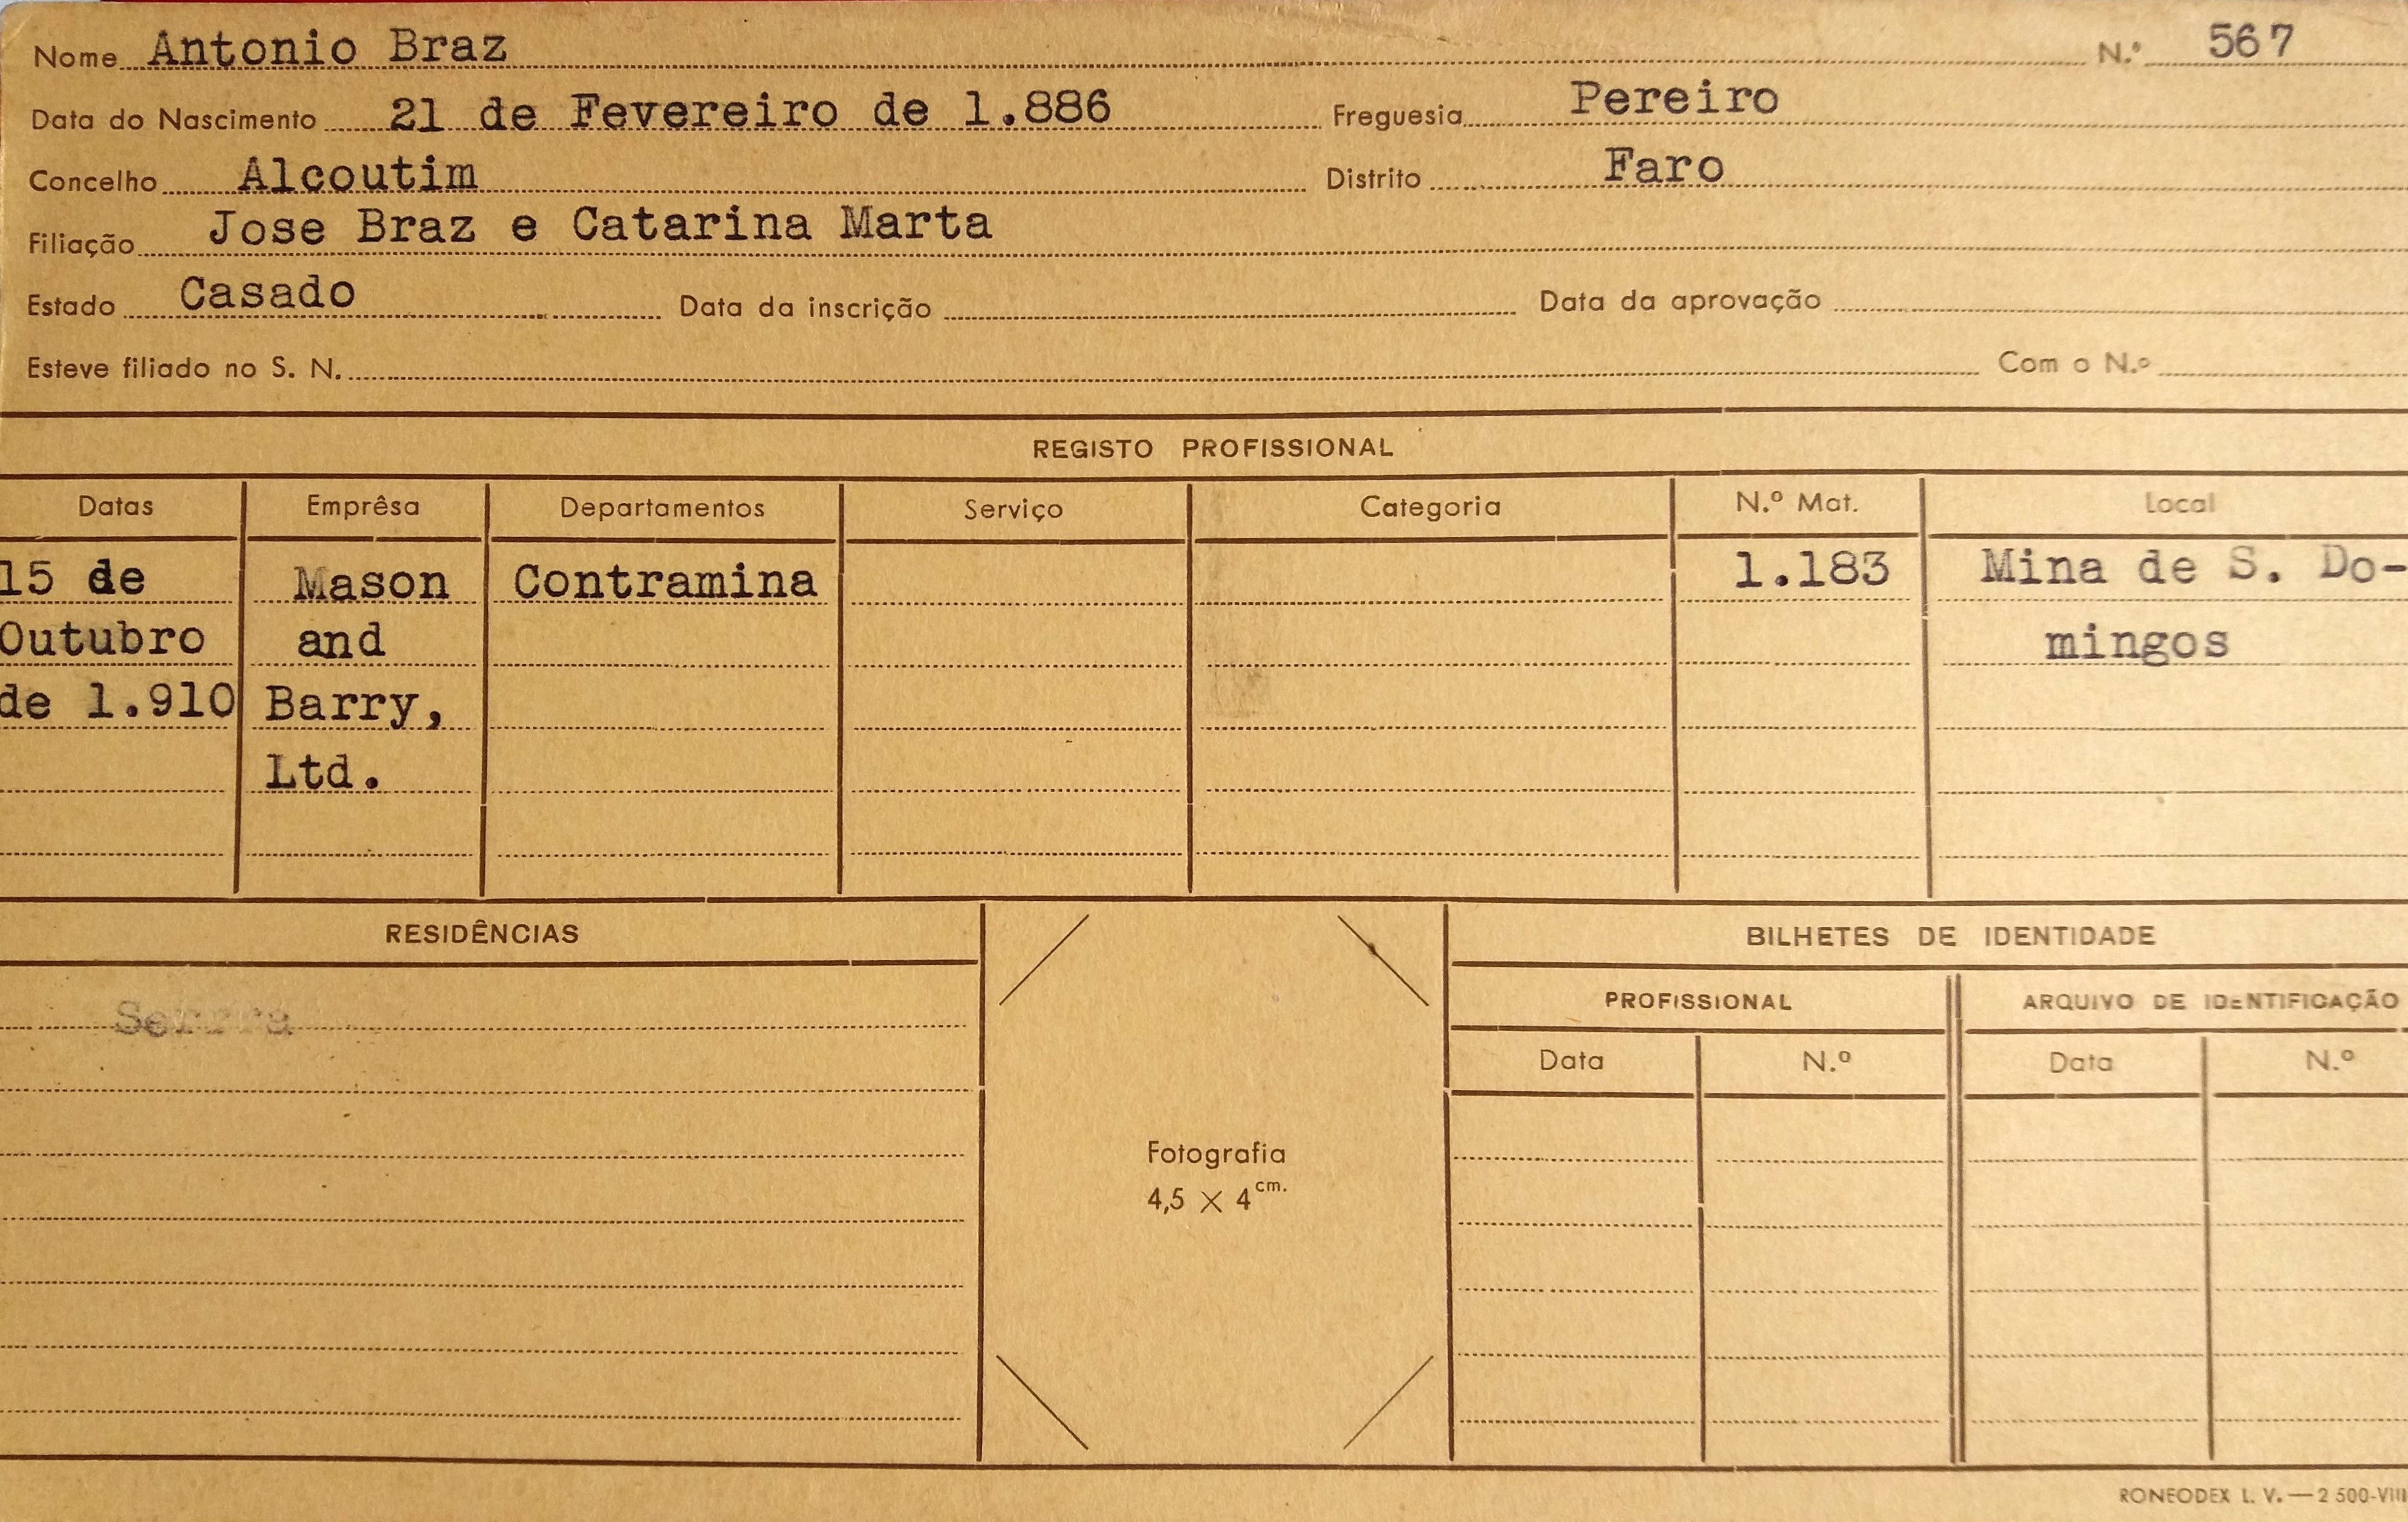 Nome Antonio Braz N.º 567
Data do Nascimento 21 de Fevereiro de 1.886 Freguesia Pereiro
Concelho Alcoutim Distrito Faro
Filiação Jose Braz e Catarina Marta
Estado Casado Data da inscrição Data da aprovação
Esteve filiado no S. N. Com o N.º
REGISTO PROFISSIONAL
Datas Emprêsa Departamentos Serviço Categoria N.º Mat. Local
15 de Mason Contramina 1.183 Mina de S. Do-
Outubro and mingos
de 1.910 Barry,
Ltd.
RESIDÊNCIAS BILHETES DE IDENTIDADE
PROFISSIONAL ARQUIVO DE IDENTIFICAÇÃO
Data N.º Data N.º
Fotografia
4,5 × 4 cm.
RONEODEX L. V. — 2 500-VIII